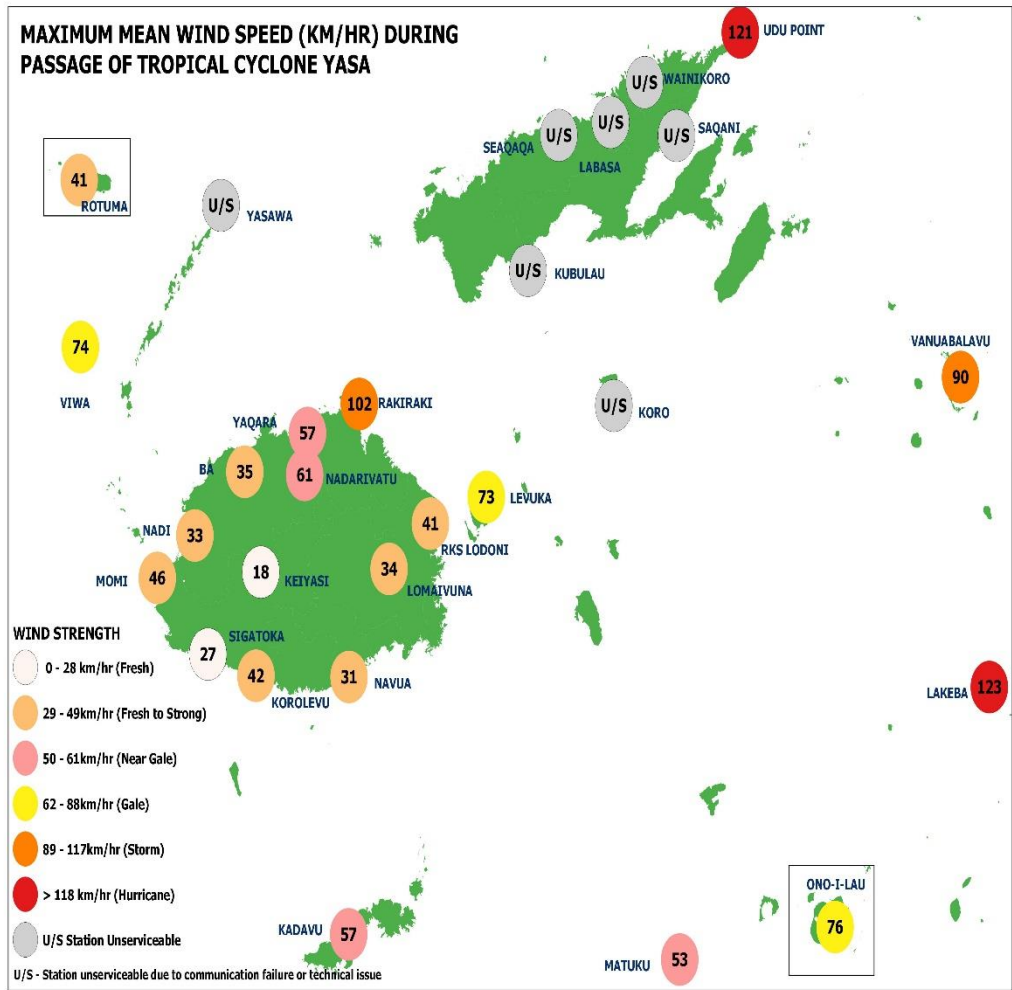 MAXIMUM MEAN WIND SPEED (KM/HR) DURING
PASSAGE OF TROPICAL CYCLONE YASA
121
UDU POINT
U/S
WAINIKORO
U/S
LABASA
U/S
SAQANI
U/S
SEAQAQA
41
ROTUMA
U/S
YASAWA
U/S
KUBULAU
74
VIWA
VANUABALAVU
90
102
RAKIRAKI
U/S
KORO
YAQARA
57
BA
35
61
NADARIVATU
73
LEVUKA
NADI
33
41
RKS LODONI
MOMI
46
18
KEIYASI
34
LOMAIVUNA
SIGATOKA
27
42
KOROLEVU
31
NAVUA
LAKEBA
123
WIND STRENGTH
0 - 28 km/hr (Fresh)
29 - 49km/hr (Fresh to Strong)
50 - 61km/hr (Near Gale)
62 - 88km/hr (Gale)
89 - 117km/hr (Storm)
> 118 km/hr (Hurricane)
U/S Station Unserviceable
U/S - Station unserviceable due to communication failure or technical issue
KADAVU
57
MATUKU
53
ONO-I-LAU
76